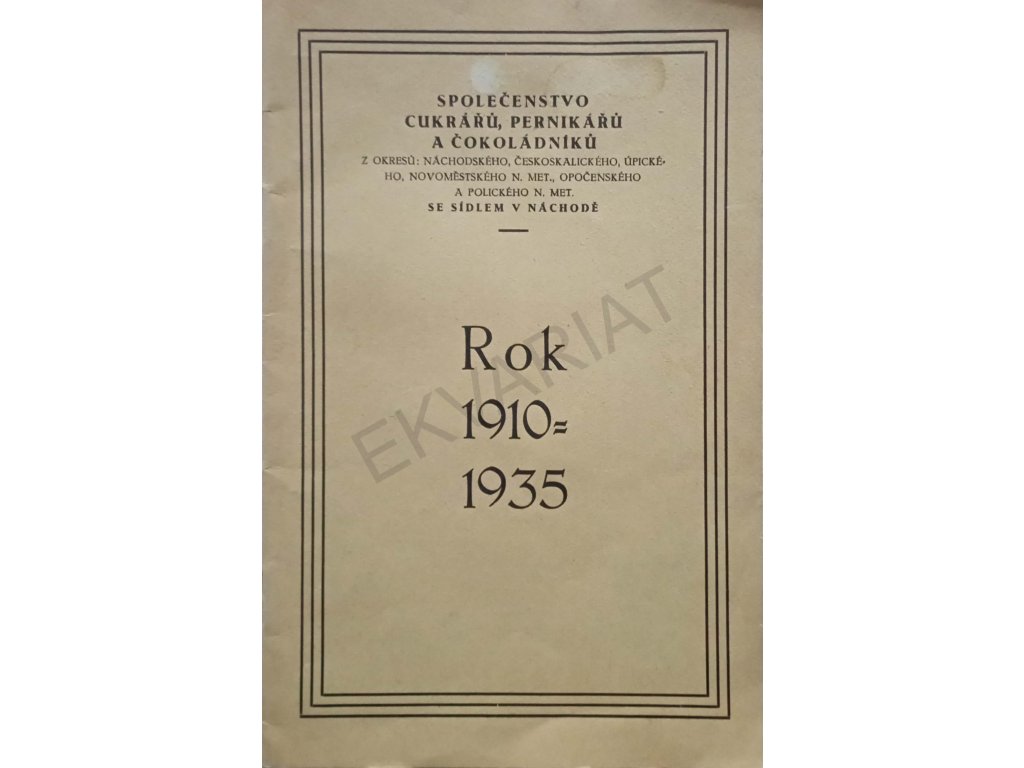 SPOLEČENSTVO
CUKRÁŘŮ, PERNIKÁŘŮ
A ČOKOLÁDNÍKŮ
Z OKRESŮ: NÁCHODSKÉHO, ČESKOSKALICKÉHO, ÚPICKÉ-
HO, NOVOMĚSTSKÉHO N. MET., OPOČENSKÉHO
A POLICKÉHO N. MET.
SE SÍDLEM V NÁCHODĚ
Rok
1910=
1935
EKVARIAT